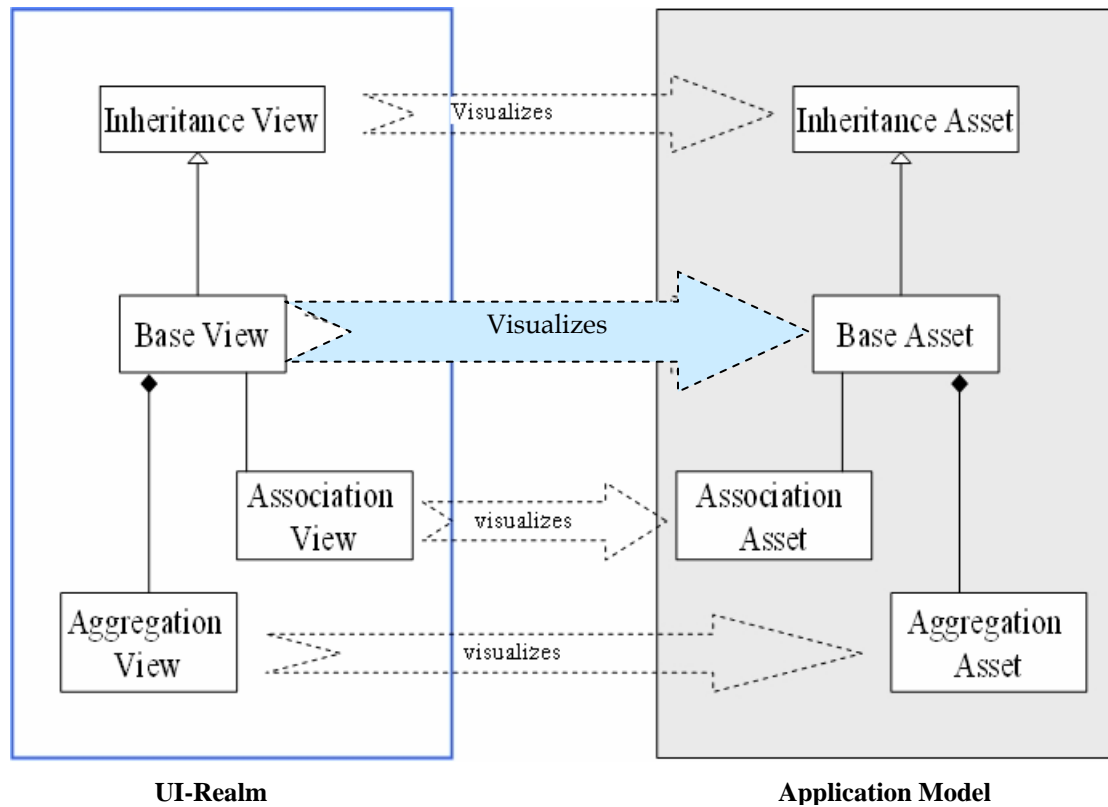 Inheritance View
Visualizes
Inheritance Asset
Base View
Visualizes
Base Asset
Association
View
visualizes
Association
Asset
Aggregation
View
visualizes
Aggregation
Asset
UI-Realm
Application Model